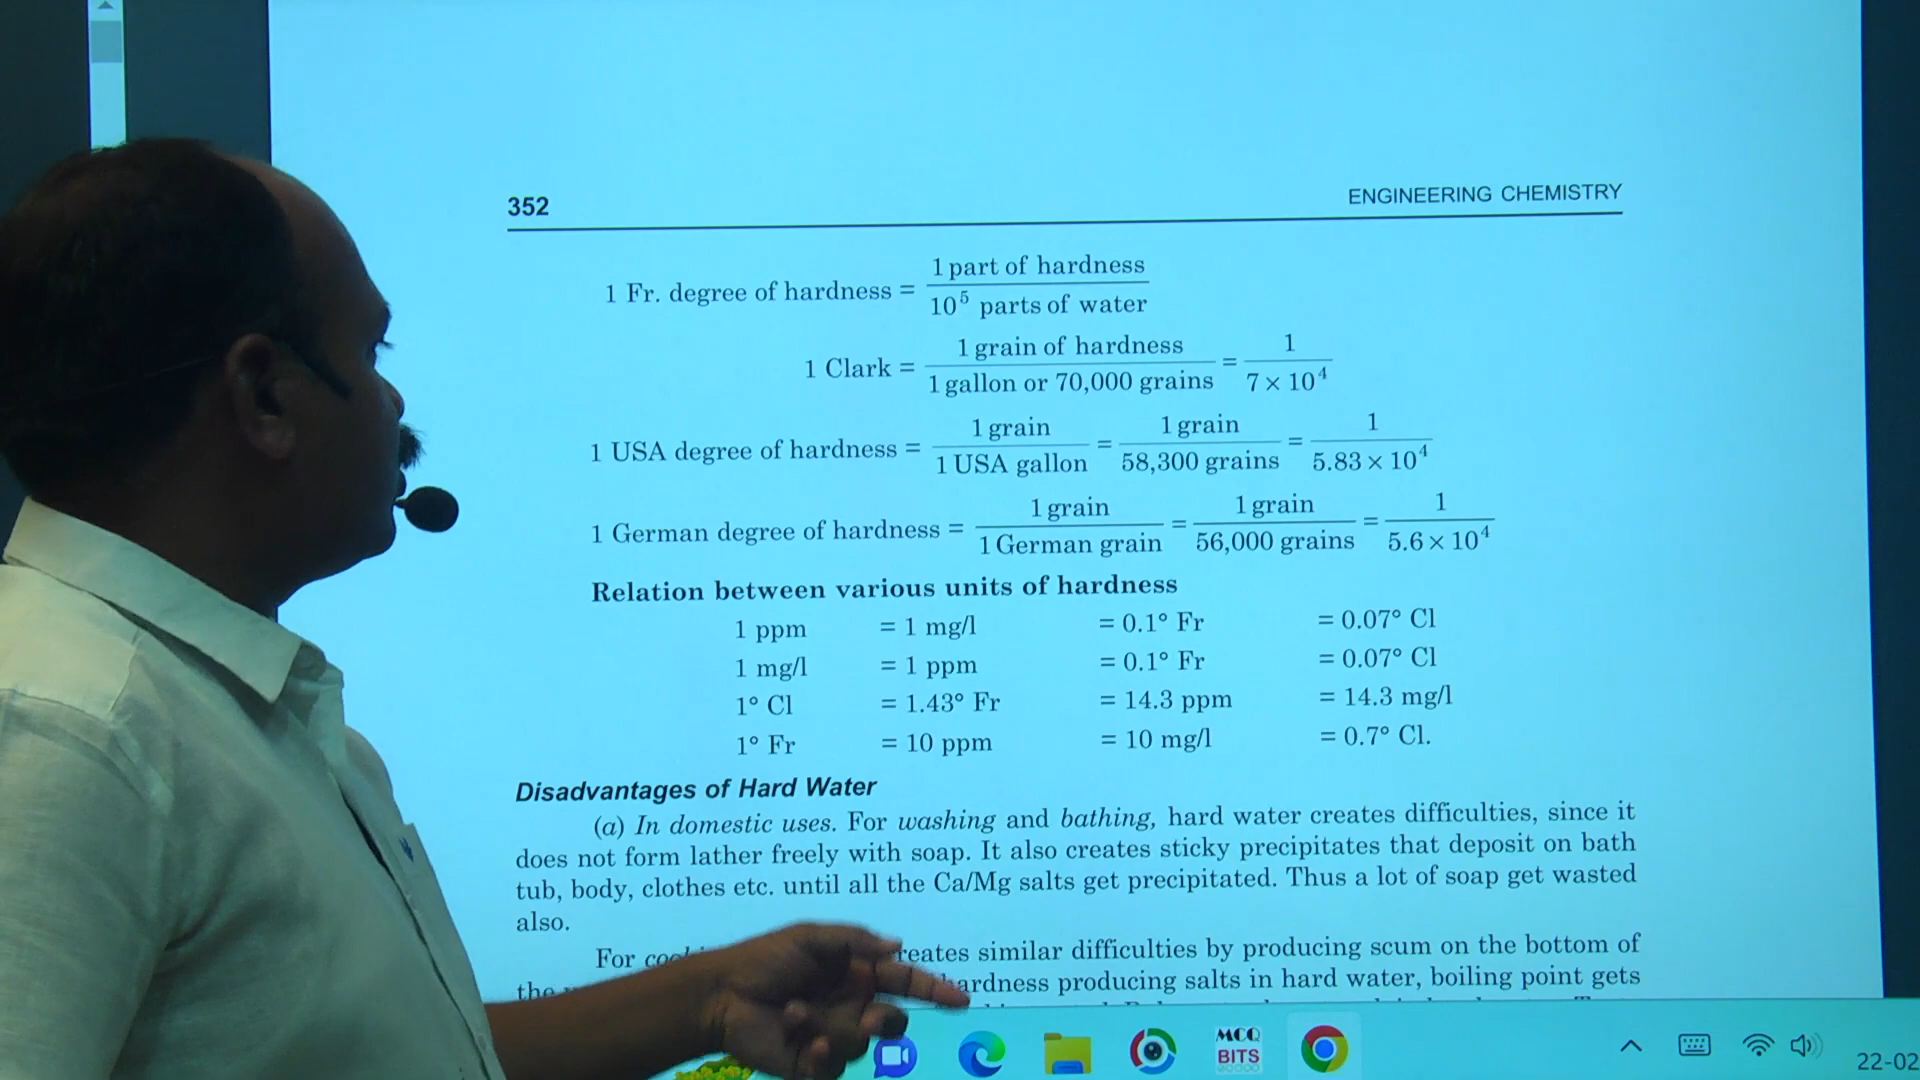 352 ENGINEERING CHEMISTRY
1 Fr. degree of hardness = 1 part of hardness / 10⁵ parts of water
1 Clark = 1 grain of hardness / 1 gallon or 70,000 grains = 1 / 7 × 10⁴
1 USA degree of hardness = 1 grain / 1 USA gallon = 1 grain / 58,300 grains = 1 / 5.83 × 10⁴
1 German degree of hardness = 1 grain / 1 German grain = 1 grain / 56,000 grains = 1 / 5.6 × 10⁴
Relation between various units of hardness
1 ppm = 1 mg/l = 0.1° Fr = 0.07° Cl
1 mg/l = 1 ppm = 0.1° Fr = 0.07° Cl
1° Cl = 1.43° Fr = 14.3 ppm = 14.3 mg/l
1° Fr = 10 ppm = 10 mg/l = 0.7° Cl.
Disadvantages of Hard Water
(a) In domestic uses. For washing and bathing, hard water creates difficulties, since it
does not form lather freely with soap. It also creates sticky precipitates that deposit on bath
tub, body, clothes etc. until all the Ca/Mg salts get precipitated. Thus a lot of soap get wasted
also.
For similar difficulties by producing scum on the bottom of
the producing salts in hard water, boiling point gets
MCQ
BITS
22-02